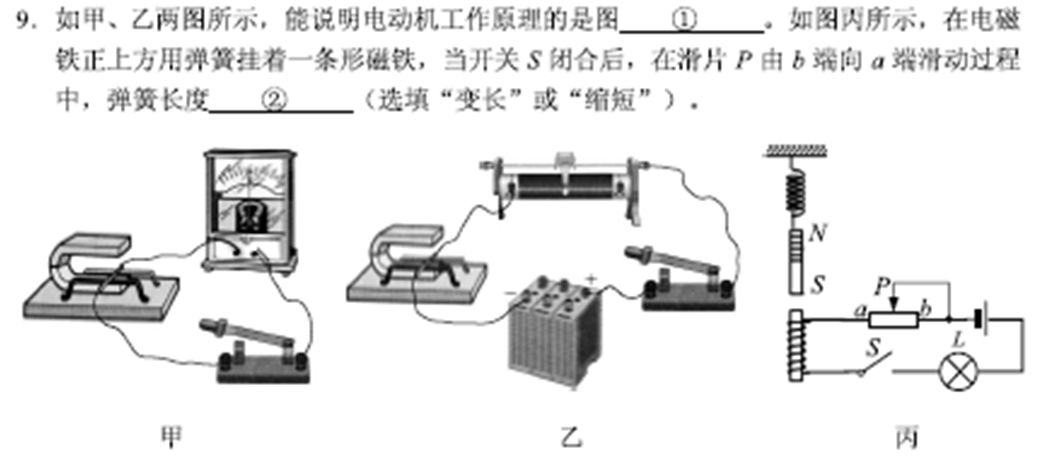 9. 如甲、乙两图所示，能说明电动机工作原理的是图 ① 。如图丙所示，在电磁
铁正上方用弹簧挂着一条形磁铁，当开关 S 闭合后，在滑片 P 由 b 端向 a 端滑动过程
中，弹簧长度 ② （选填“变长”或“缩短”）。
N
S
P
a
b
S
L
−
+
甲
乙
丙